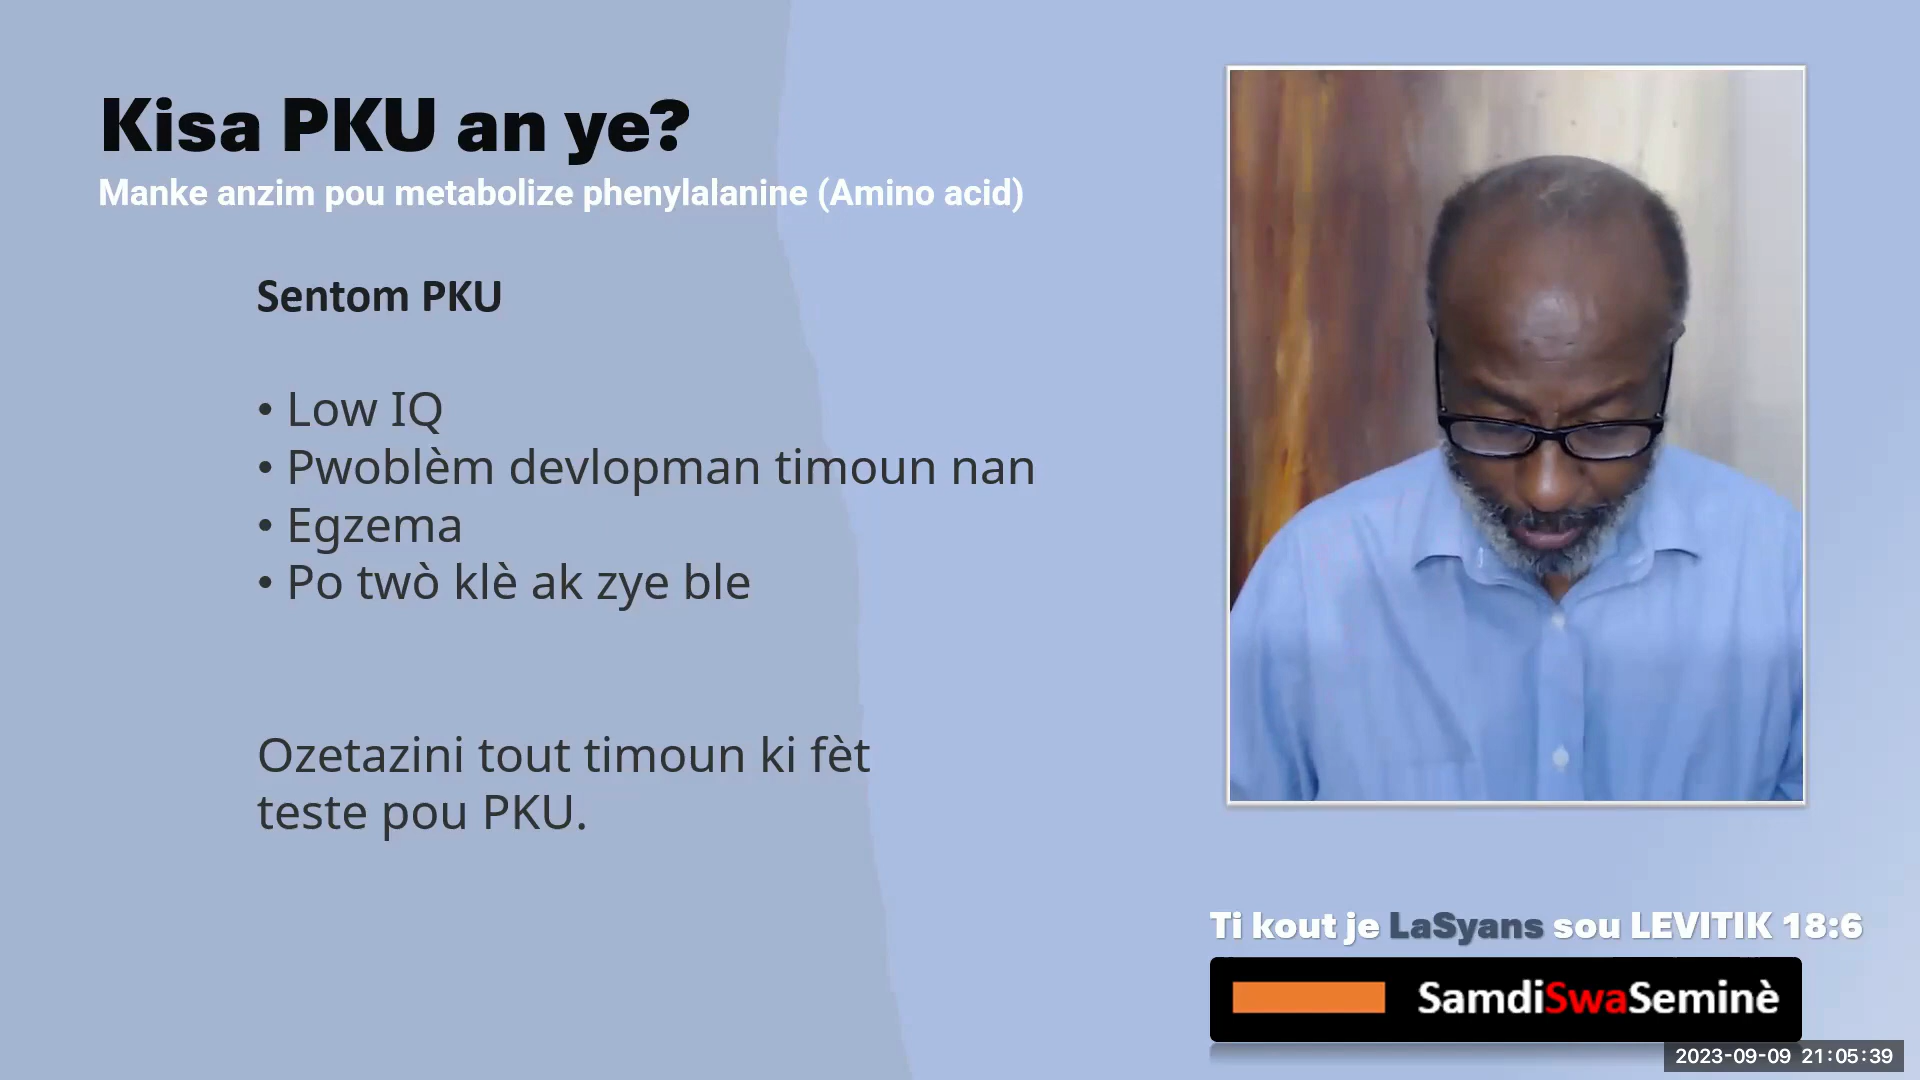 Kisa PKU an ye?
Manke anzim pou metabolize phenylalanine (Amino acid)
Sentom PKU
• Low IQ
• Pwoblèm devlopman timoun nan
• Egzema
• Po twò klè ak zye ble
Ozetazini tout timoun ki fèt
teste pou PKU.
Ti kout je LaSyans sou LEVITIK 18:6
SamdiSwaSeminè
2023-09-09 21:05:39